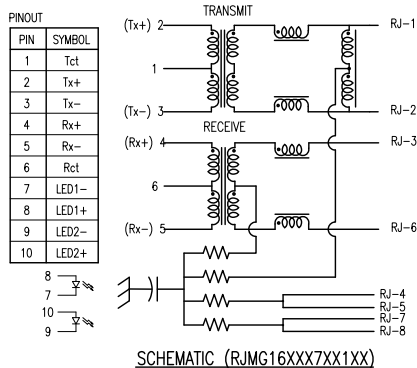 PINOUT
PIN SYMBOL
1 Tct
2 Tx+
3 Tx-
4 Rx+
5 Rx-
6 Rct
7 LED1-
8 LED1+
9 LED2-
10 LED2+
8
7
10
9
TRANSMIT
(Tx+) 2
RJ-1
1
(Tx-) 3
RJ-2
RECEIVE
(Rx+) 4
RJ-3
6
(Rx-) 5
RJ-6
RJ-4
RJ-5
RJ-7
RJ-8
SCHEMATIC (RJMG16XXX7XX1XX)